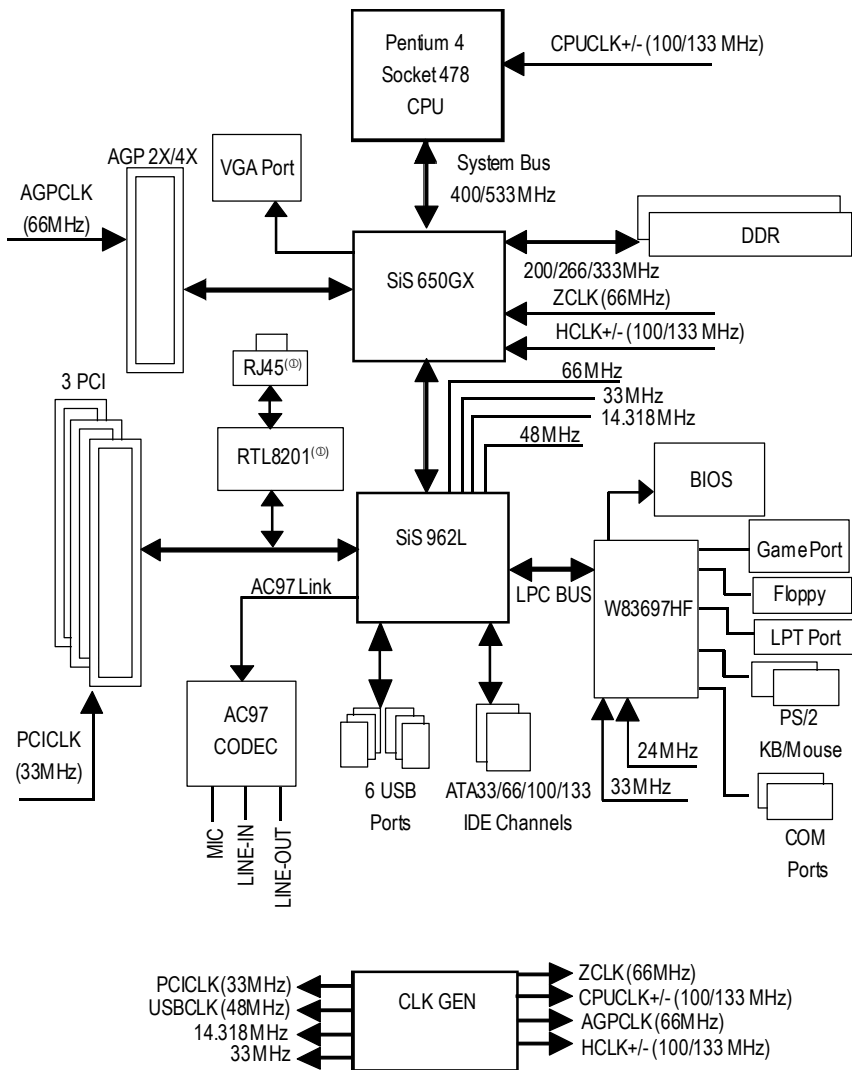 Pentium 4
Socket 478
CPU
CPUCLK+/- (100/133 MHz)
System Bus
400/533MHz
AGP 2X/4X
VGA Port
AGPCLK
(66MHz)
DDR
SiS 650GX
200/266/333MHz
ZCLK (66MHz)
HCLK+/- (100/133 MHz)
RJ45(①)
3 PCI
66MHz
33MHz
14.318MHz
48MHz
RTL8201(①)
BIOS
SiS 962L
Game Port
AC97 Link
LPC BUS
W83697HF
Floppy
LPT Port
PS/2
KB/Mouse
AC97
CODEC
PCICLK
(33MHz)
24MHz
33MHz
6 USB
Ports
ATA33/66/100/133
IDE Channels
COM
Ports
MIC
LINE-IN
LINE-OUT
CLK GEN
PCICLK (33MHz)
USBCLK (48MHz)
14.318MHz
33MHz
ZCLK (66MHz)
CPUCLK+/- (100/133 MHz)
AGPCLK (66MHz)
HCLK+/- (100/133 MHz)